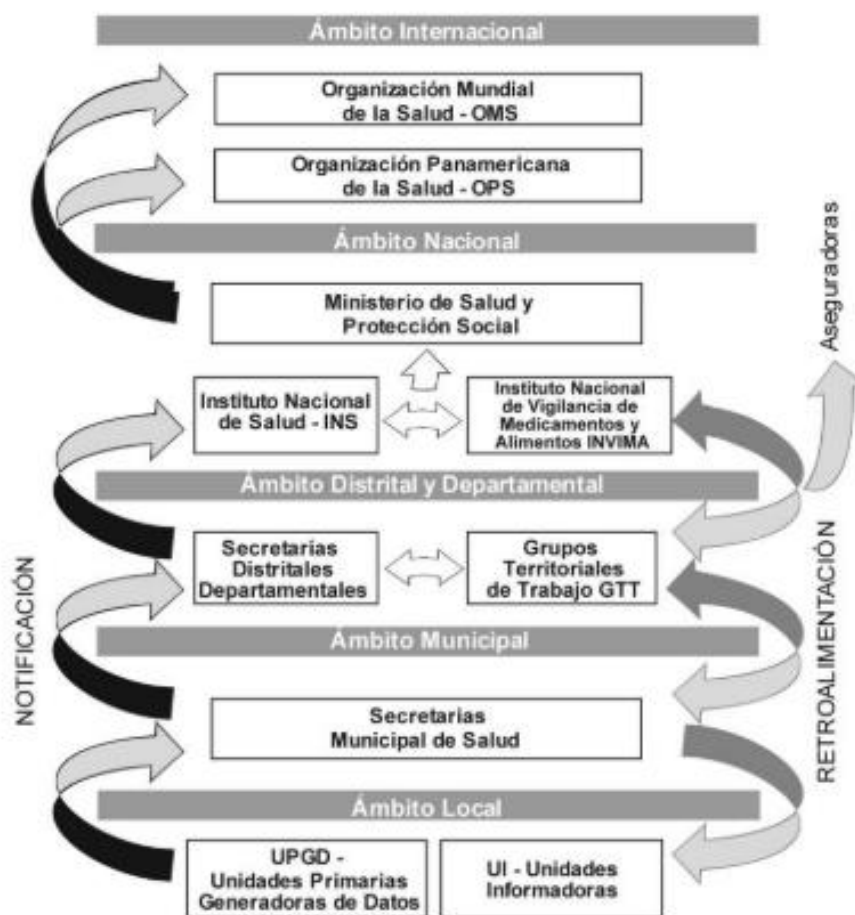 Ámbito Internacional
Organización Mundial
de la Salud - OMS
Organización Panamericana
de la Salud - OPS
Ámbito Nacional
Ministerio de Salud y
Protección Social
Aseguradoras
Instituto Nacional
de Salud - INS
Instituto Nacional
de Vigilancia de
Medicamentos y
Alimentos INVIMA
Ámbito Distrital y Departamental
Secretarias
Distritales
Departamentales
Grupos
Territoriales
de Trabajo GTT
NOTIFICACIÓN
RETROALIMENTACIÓN
Ámbito Municipal
Secretarias
Municipal de Salud
Ámbito Local
UPGD -
Unidades Primarias
Generadoras de Datos
UI - Unidades
Informadoras